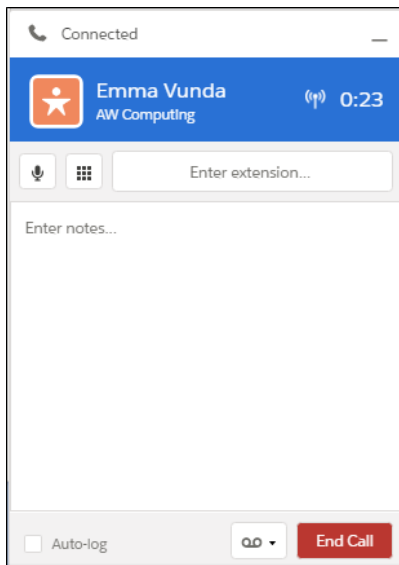 Connected
Emma Vunda
AW Computing
0:23
Enter extension...
Enter notes...
Auto-log
End Call